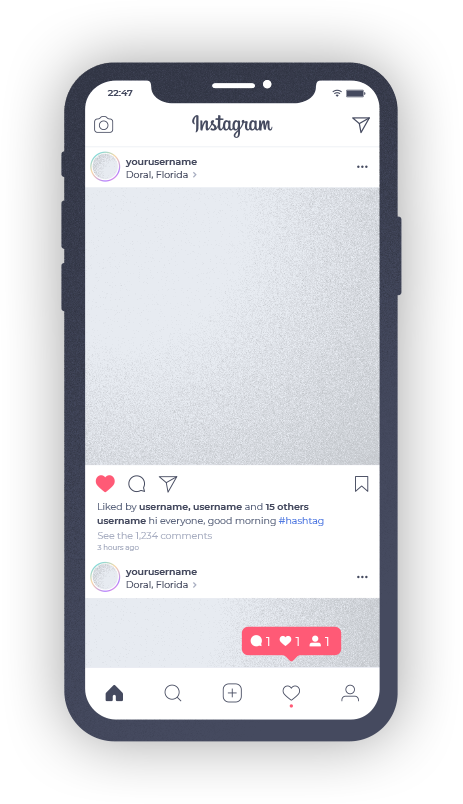 22:47
Instagram
yourusername
Doral, Florida >
Liked by username, username and 15 others
username hi everyone, good morning #hashtag
See the 1,234 comments
3 hours ago
yourusername
Doral, Florida >
1 1 1